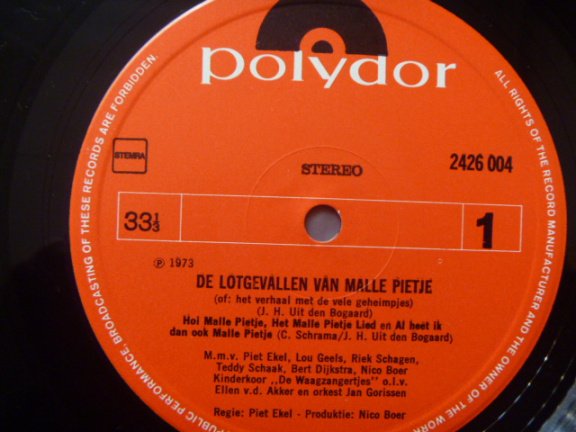 polydor
STEMRA
STEREO
2426 004
33⅓
1
℗ 1973
DE LOTGEVALLEN VAN MALLE PIETJE
(of: het verhaal met de vele geheimpjes)
(J. H. Uit den Bogaard)
Hoi Malle Pietje, Het Malle Pietje Lied en Al heet ik
dan ook Malle Pietje (C. Schrama/J. H. Uit den Bogaard)
M.m.v. Piet Ekel, Lou Geels, Riek Schagen,
Teddy Schaak, Bert Dijkstra, Nico Boer
Kinderkoor ,,De Waagzangertjes" o.l.v.
Ellen v.d. Akker en orkest Jan Gorissen
Regie: Piet Ekel - Produktie: Nico Boer
ALL RIGHTS OF THE RECORD MANUFACTURER AND OF THE OWNER OF THE WORK
PUBLIC PERFORMANCE, BROADCASTING OF THESE RECORDS ARE FORBIDDEN.